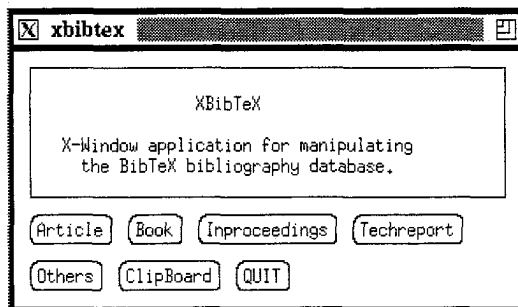 xbibtex
XBibTeX
X-Window application for manipulating
the BibTeX bibliography database.
Article Book Inproceedings Techreport
Others ClipBoard QUIT